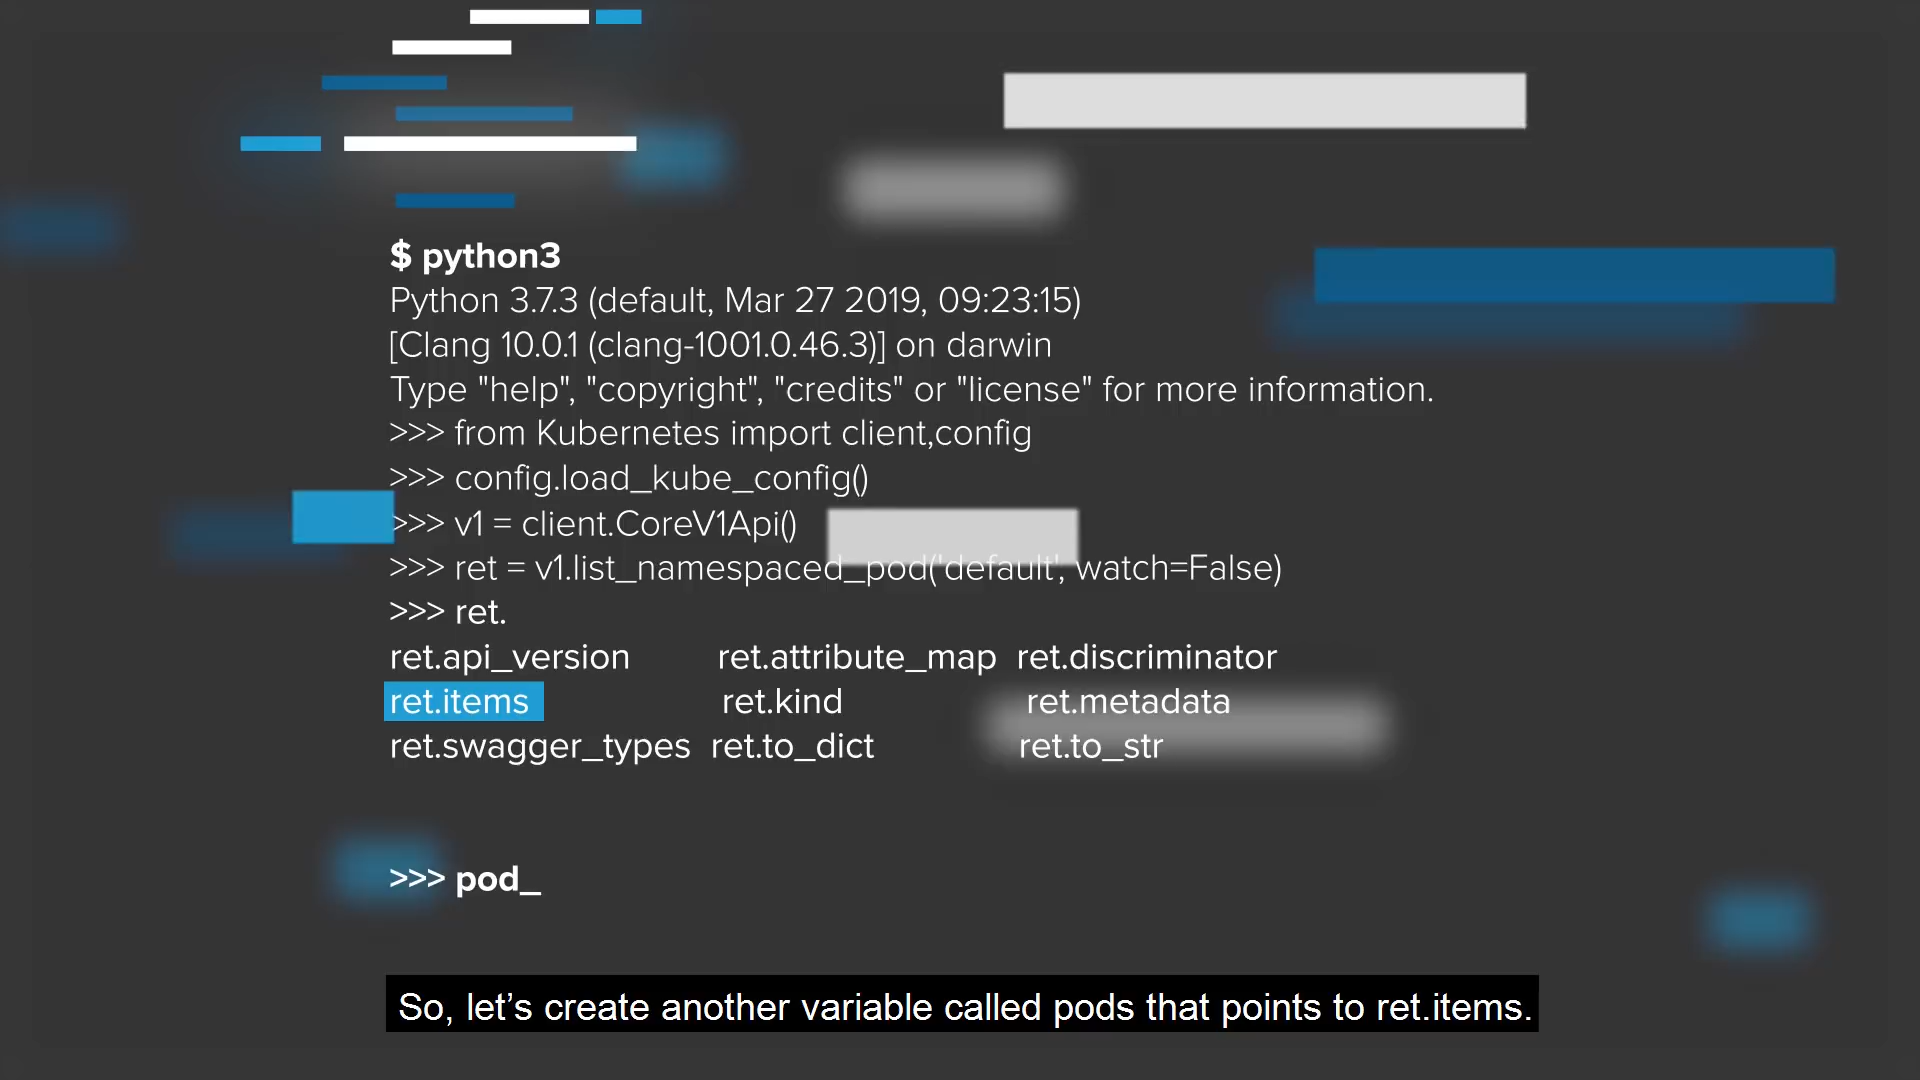 $ python3
Python 3.7.3 (default, Mar 27 2019, 09:23:15)
[Clang 10.0.1 (clang-1001.0.46.3)] on darwin
Type "help", "copyright", "credits" or "license" for more information.
>>> from Kubernetes import client,config
>>> config.load_kube_config()
>>> v1 = client.CoreV1Api()
>>> ret = v1.list_namespaced_pod('default', watch=False)
>>> ret.
ret.api_version ret.attribute_map ret.discriminator
ret.items ret.kind ret.metadata
ret.swagger_types ret.to_dict ret.to_str
>>> pod_
So, let’s create another variable called pods that points to ret.items.